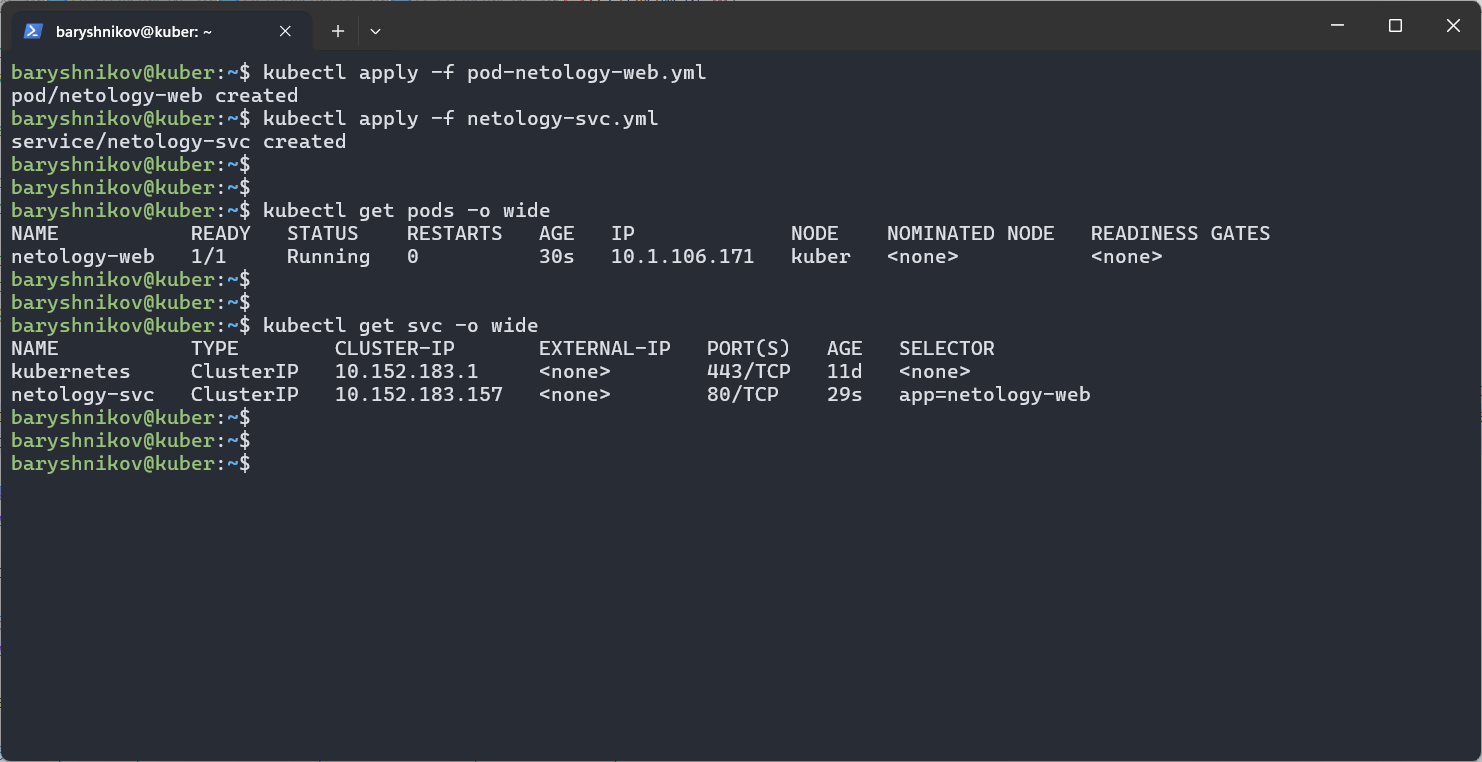 baryshnikov@kuber: ~
baryshnikov@kuber:~$ kubectl apply -f pod-netology-web.yml
pod/netology-web created
baryshnikov@kuber:~$ kubectl apply -f netology-svc.yml
service/netology-svc created
baryshnikov@kuber:~$
baryshnikov@kuber:~$
baryshnikov@kuber:~$ kubectl get pods -o wide
NAME           READY   STATUS    RESTARTS   AGE   IP             NODE    NOMINATED NODE   READINESS GATES
netology-web   1/1     Running   0          30s   10.1.106.171   kuber   <none>           <none>
baryshnikov@kuber:~$
baryshnikov@kuber:~$
baryshnikov@kuber:~$ kubectl get svc -o wide
NAME           TYPE        CLUSTER-IP       EXTERNAL-IP   PORT(S)   AGE   SELECTOR
kubernetes     ClusterIP   10.152.183.1     <none>        443/TCP   11d   <none>
netology-svc   ClusterIP   10.152.183.157   <none>        80/TCP    29s   app=netology-web
baryshnikov@kuber:~$
baryshnikov@kuber:~$
baryshnikov@kuber:~$